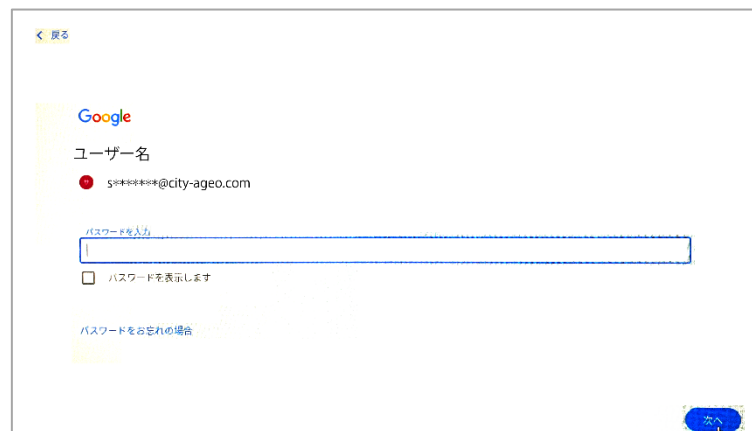 戻る
Google
ユーザー名
s*******@city-ageo.com
パスワードを入力
パスワードを表示します
パスワードをお忘れの場合
次へ